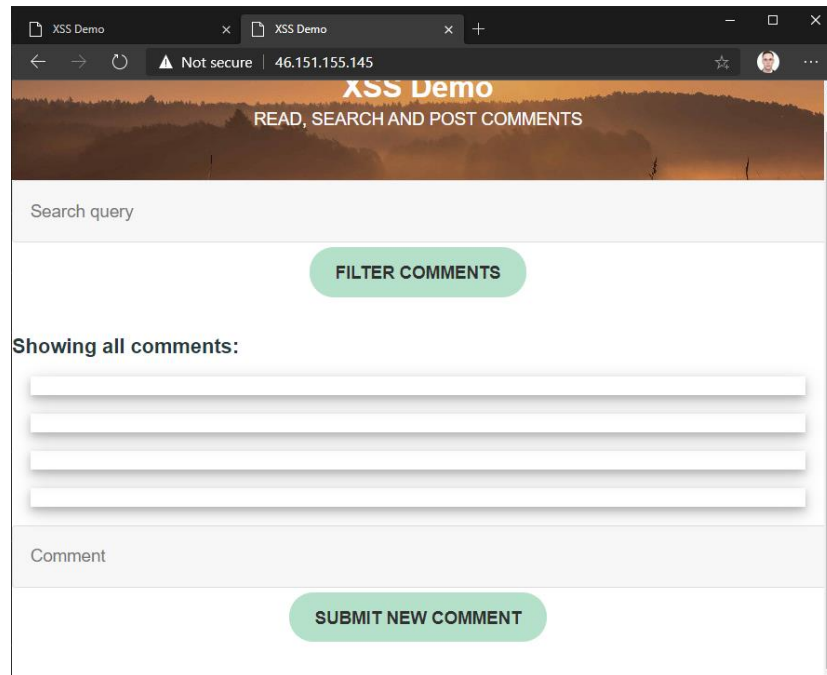 XSS Demo
XSS Demo
Not secure | 46.151.155.145
XSS Demo
READ, SEARCH AND POST COMMENTS
Search query
FILTER COMMENTS
Showing all comments:
Comment
SUBMIT NEW COMMENT